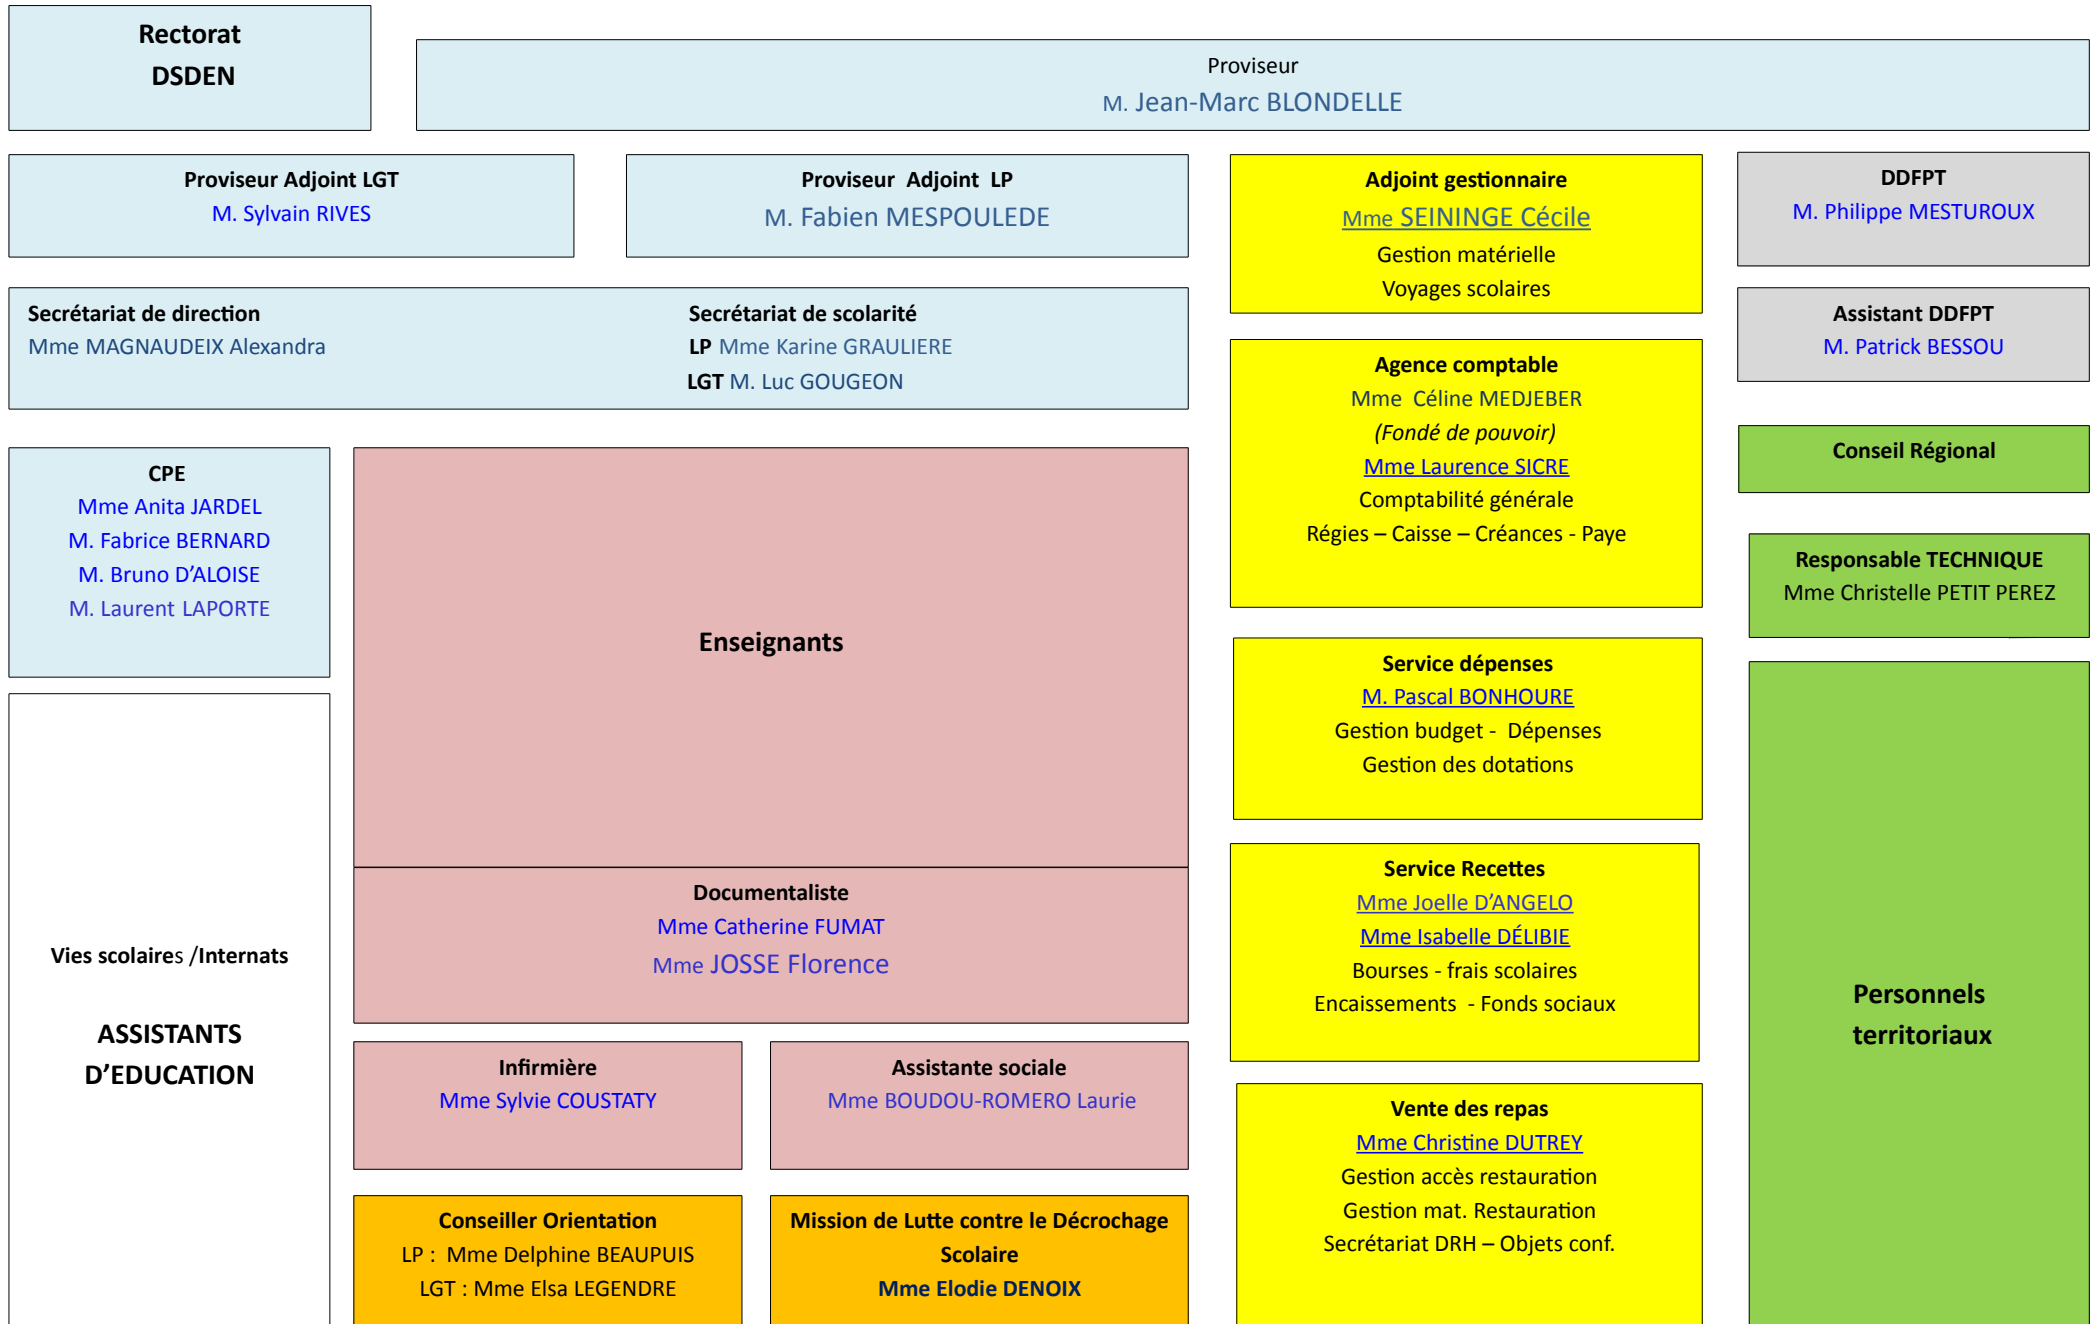 Rectorat
DSDEN
Proviseur
M. Jean-Marc BLONDELLE
Proviseur Adjoint LGT
M. Sylvain RIVES
Proviseur Adjoint LP
M. Fabien MESPOULEDE
Adjoint gestionnaire
Mme SEININGE Cécile
Gestion matérielle
Voyages scolaires
DDFPT
M. Philippe MESTUROUX
Secrétariat de direction
Mme MAGNAUDEIX Alexandra
Secrétariat de scolarité
LP Mme Karine GRAULIERE
LGT M. Luc GOUGEON
Assistant DDFPT
M. Patrick BESSOU
Agence comptable
Mme Céline MEDJEBER
(Fondé de pouvoir)
Mme Laurence SICRE
Comptabilité générale
Régies – Caisse – Créances - Paye
Conseil Régional
CPE
Mme Anita JARDEL
M. Fabrice BERNARD
M. Bruno D’ALOISE
M. Laurent LAPORTE
Enseignants
Responsable TECHNIQUE
Mme Christelle PETIT PEREZ
Service dépenses
M. Pascal BONHOURE
Gestion budget - Dépenses
Gestion des dotations
Vies scolaires /Internats
ASSISTANTS
D’EDUCATION
Documentaliste
Mme Catherine FUMAT
Mme JOSSE Florence
Service Recettes
Mme Joelle D’ANGELO
Mme Isabelle DÉLIBIE
Bourses - frais scolaires
Encaissements - Fonds sociaux
Personnels
territoriaux
Infirmière
Mme Sylvie COUSTATY
Assistante sociale
Mme BOUDOU-ROMERO Laurie
Vente des repas
Mme Christine DUTREY
Gestion accès restauration
Gestion mat. Restauration
Secrétariat DRH – Objets conf.
Conseiller Orientation
LP : Mme Delphine BEAUPUIS
LGT : Mme Elsa LEGENDRE
Mission de Lutte contre le Décrochage
Scolaire
Mme Elodie DENOIX